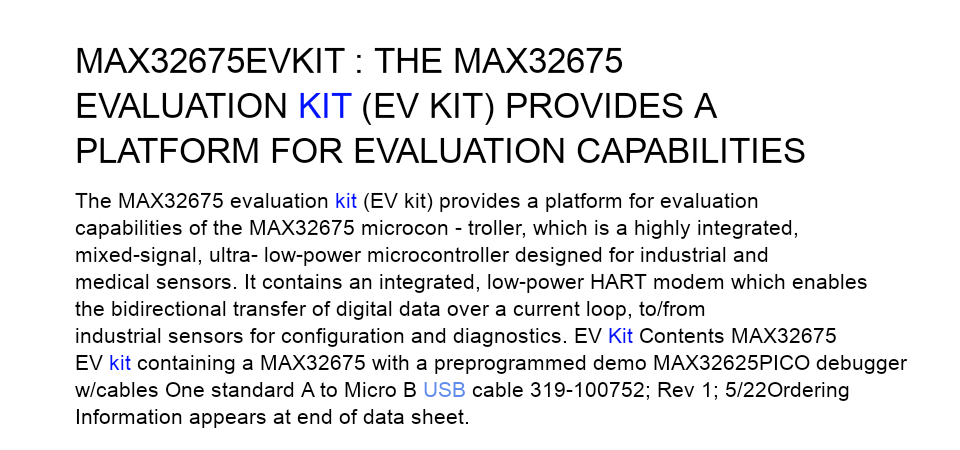 MAX32675EVKIT : THE MAX32675
EVALUATION KIT (EV KIT) PROVIDES A
PLATFORM FOR EVALUATION CAPABILITIES
The MAX32675 evaluation kit (EV kit) provides a platform for evaluation
capabilities of the MAX32675 microcon - troller, which is a highly integrated,
mixed-signal, ultra- low-power microcontroller designed for industrial and
medical sensors. It contains an integrated, low-power HART modem which enables
the bidirectional transfer of digital data over a current loop, to/from
industrial sensors for configuration and diagnostics. EV Kit Contents MAX32675
EV kit containing a MAX32675 with a preprogrammed demo MAX32625PICO debugger
w/cables One standard A to Micro B USB cable 319-100752; Rev 1; 5/22Ordering
Information appears at end of data sheet.